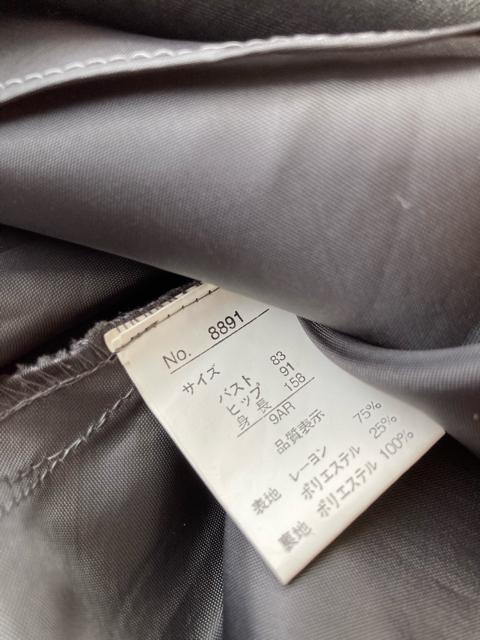 No. 8891
サイズ
バスト 83
ヒップ 91
身長 158
9AR
品質表示
表地 レーヨン 75%
ポリエステル 25%
裏地 ポリエステル 100%